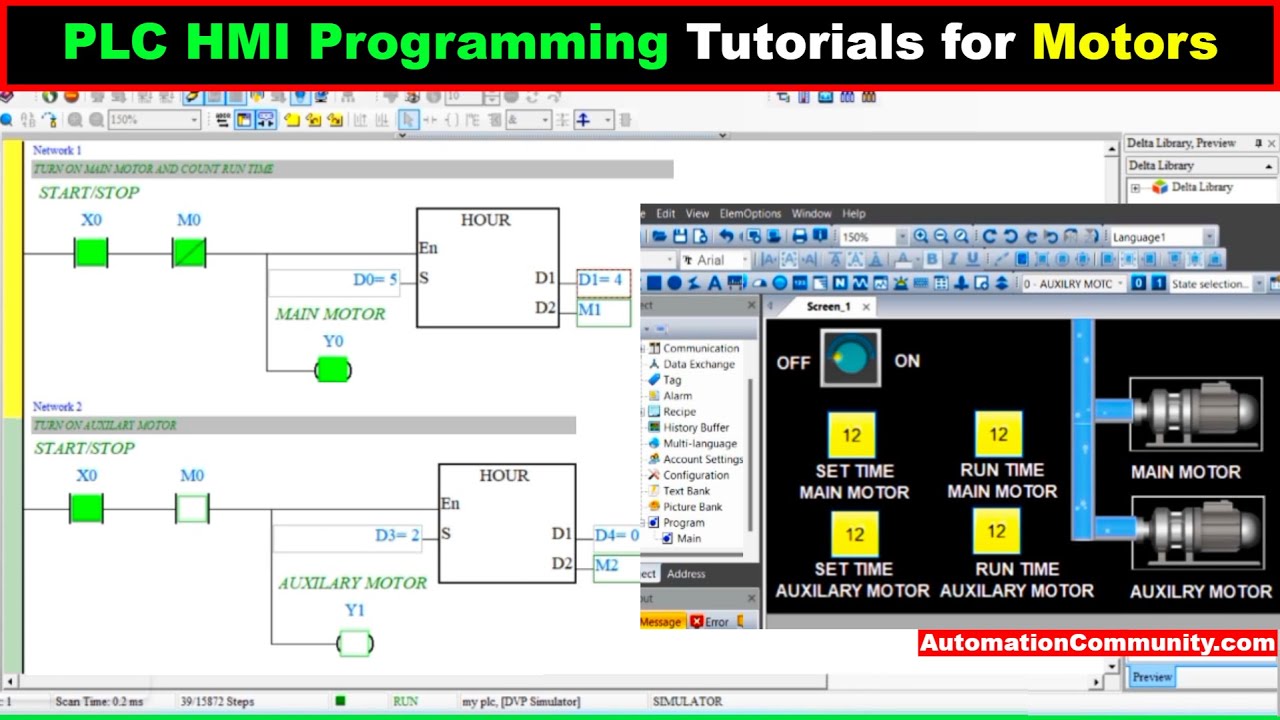 PLC HMI Programming Tutorials for Motors
150%
10
&
Network 1
TURN ON MAIN MOTOR AND COUNT RUN TIME
START/STOP
X0 M0
HOUR
En
D0= 5 S D1 D1= 4
D2 M1
MAIN MOTOR
Y0
Network 2
TURN ON AUXILARY MOTOR
START/STOP
X0 M0
HOUR
En
D3= 2 S D1 D4= 0
D2 M2
AUXILARY MOTOR
Y1
Delta Library, Preview
Delta Library
Delta Library
Edit View ElemOptions Window Help
150% Language1
Arial B I U
0 - AUXILRY MOTC 0 1 State selection...
Screen_1
Communication
Data Exchange
Tag
Alarm
Recipe
History Buffer
Multi-language
Account Settings
Configuration
Text Bank
Picture Bank
Program
Main
Address
Message Error
OFF ON
12 12
SET TIME
MAIN MOTOR
RUN TIME
MAIN MOTOR
12 12
SET TIME
AUXILARY MOTOR
RUN TIME
AUXILARY MOTOR
MAIN MOTOR
AUXILRY MOTOR
AutomationCommunity.com
Preview
Scan Time: 0.2 ms 39/15872 Steps RUN my plc, [DVP Simulator] SIMULATOR